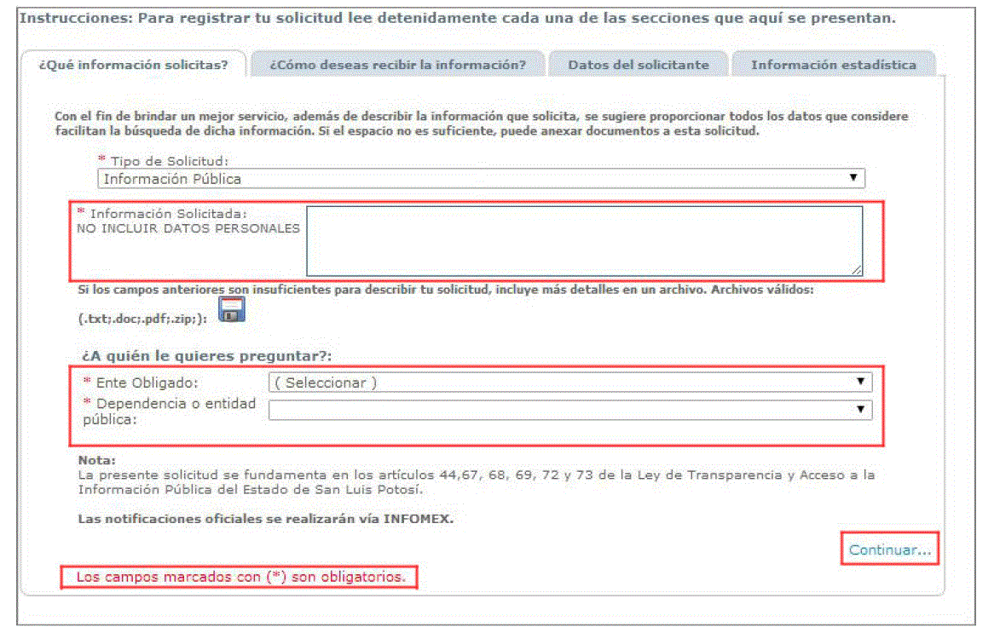 Instrucciones: Para registrar tu solicitud lee detenidamente cada una de las secciones que aquí se presentan.
¿Qué información solicitas? ¿Cómo deseas recibir la información? Datos del solicitante Información estadística
Con el fin de brindar un mejor servicio, además de describir la información que solicita, se sugiere proporcionar todos los datos que considere
facilitan la búsqueda de dicha información. Si el espacio no es suficiente, puede anexar documentos a esta solicitud.
* Tipo de Solicitud:
Información Pública
* Información Solicitada:
NO INCLUIR DATOS PERSONALES
Si los campos anteriores son insuficientes para describir tu solicitud, incluye más detalles en un archivo. Archivos válidos:
(.txt;.doc;.pdf;.zip;):
¿A quién le quieres preguntar?:
* Ente Obligado: ( Seleccionar )
* Dependencia o entidad
pública:
Nota:
La presente solicitud se fundamenta en los artículos 44,67, 68, 69, 72 y 73 de la Ley de Transparencia y Acceso a la
Información Pública del Estado de San Luis Potosí.
Las notificaciones oficiales se realizarán vía INFOMEX.
Continuar...
Los campos marcados con (*) son obligatorios.